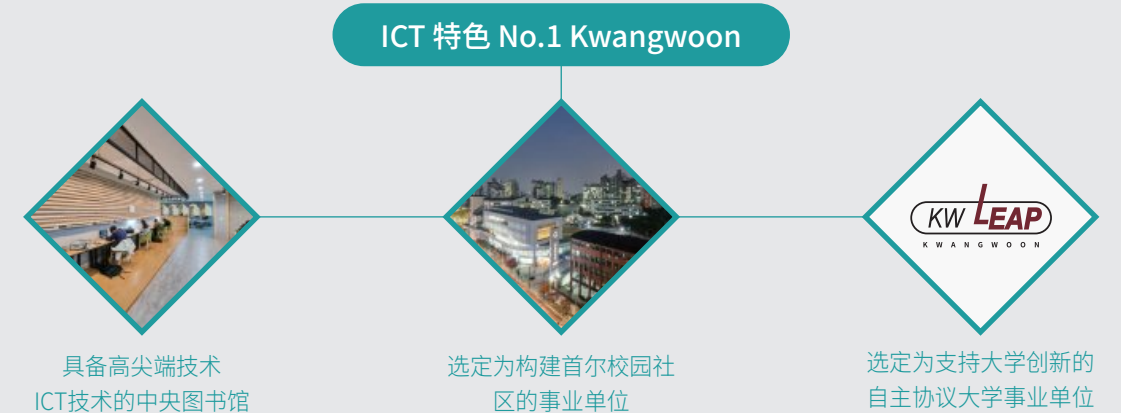 ICT 特色 No.1 Kwangwoon
KW LEAP
KWANGWOON
具备高尖端技术
ICT技术的中央图书馆
选定为构建首尔校园社
区的事业单位
选定为支持大学创新的
自主协议大学事业单位